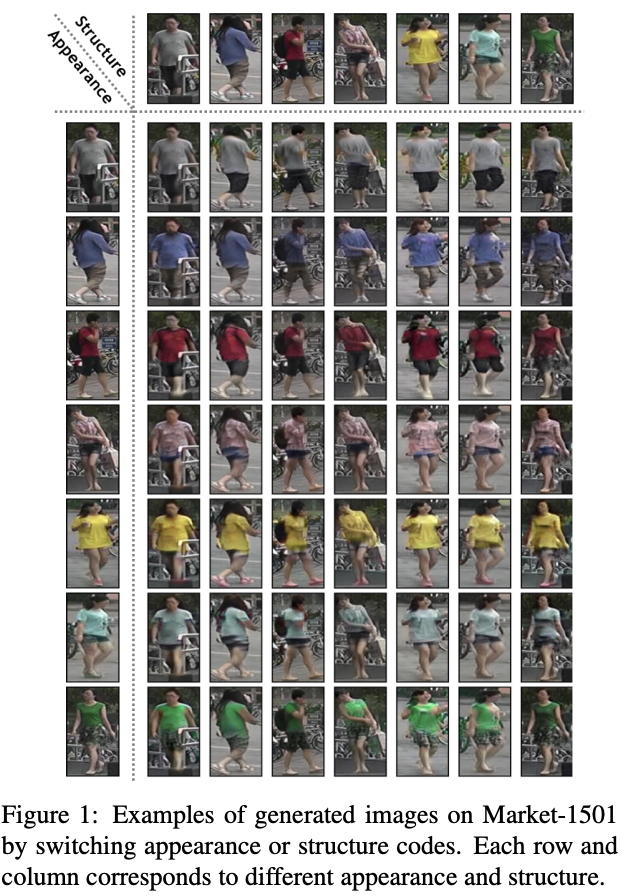 Structure
Appearance
Figure 1: Examples of generated images on Market-1501
by switching appearance or structure codes. Each row and
column corresponds to different appearance and structure.